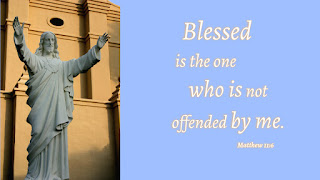 Blessed
is the one
who is not
offended by me.
Matthew 11:6